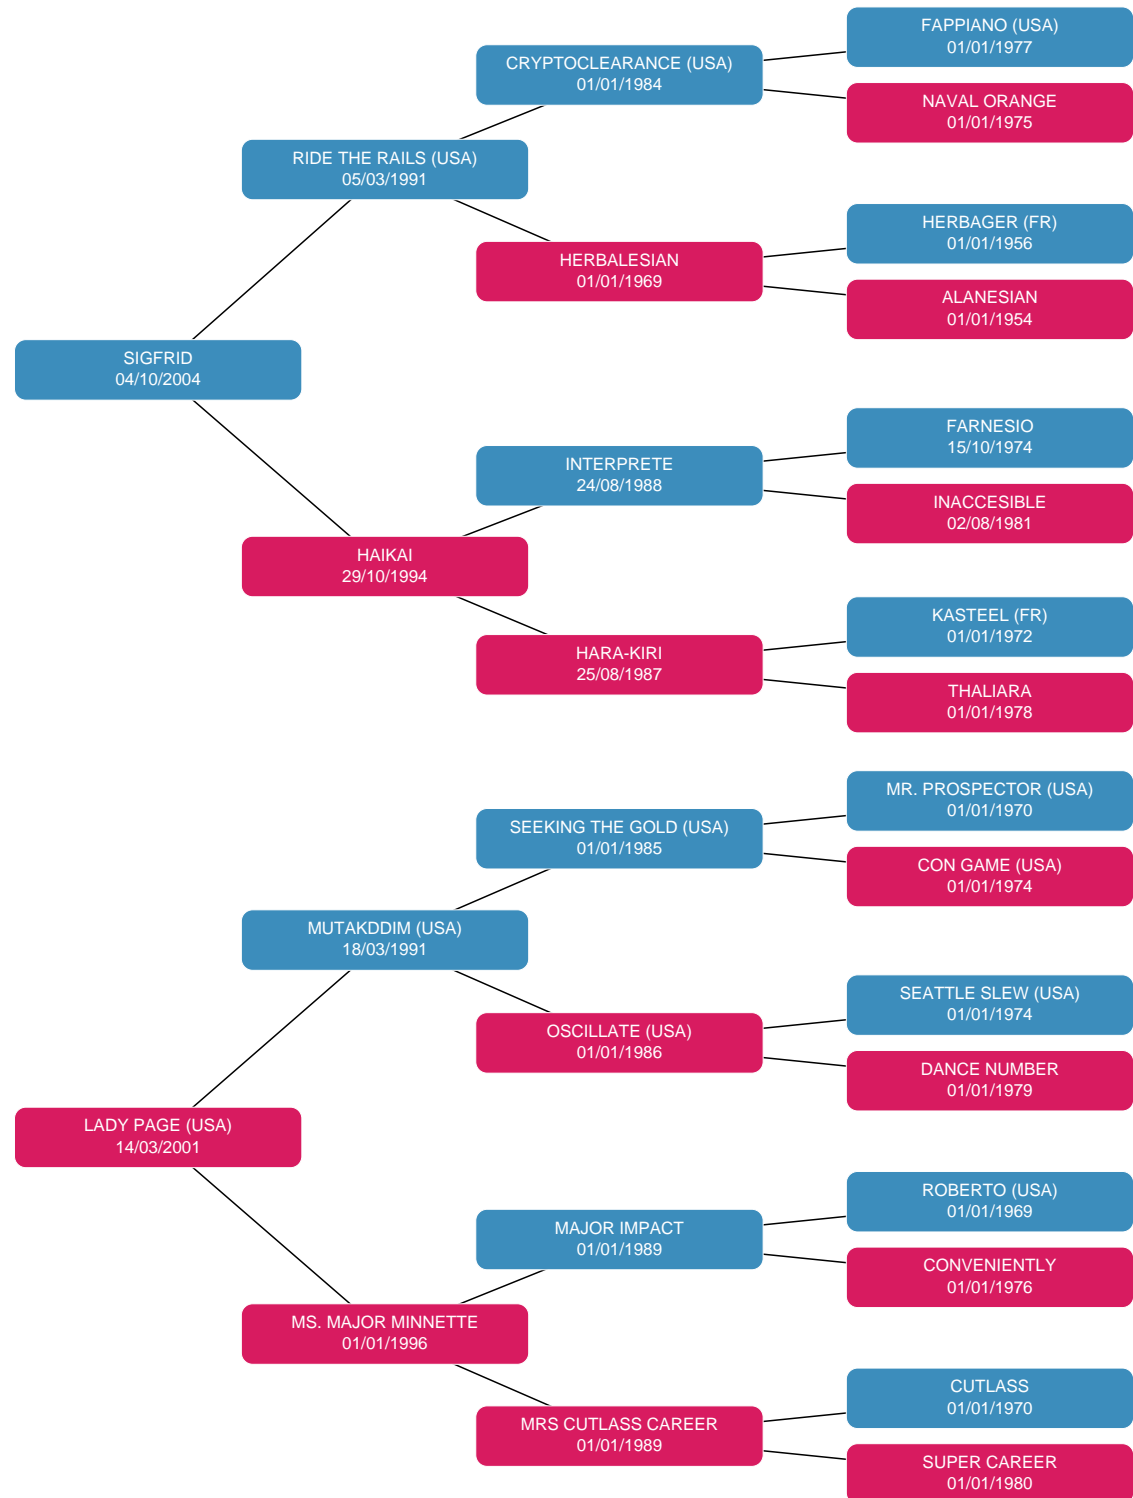 FAPPIANO (USA)
01/01/1977
CRYPTOCLEARANCE (USA)
01/01/1984
NAVAL ORANGE
01/01/1975
RIDE THE RAILS (USA)
05/03/1991
HERBAGER (FR)
01/01/1956
HERBALESIAN
01/01/1969
ALANESIAN
01/01/1954
SIGFRID
04/10/2004
FARNESIO
15/10/1974
INTERPRETE
24/08/1988
INACCESIBLE
02/08/1981
HAIKAI
29/10/1994
KASTEEL (FR)
01/01/1972
HARA-KIRI
25/08/1987
THALIARA
01/01/1978
MR. PROSPECTOR (USA)
01/01/1970
SEEKING THE GOLD (USA)
01/01/1985
CON GAME (USA)
01/01/1974
MUTAKDDIM (USA)
18/03/1991
SEATTLE SLEW (USA)
01/01/1974
OSCILLATE (USA)
01/01/1986
DANCE NUMBER
01/01/1979
LADY PAGE (USA)
14/03/2001
ROBERTO (USA)
01/01/1969
MAJOR IMPACT
01/01/1989
CONVENIENTLY
01/01/1976
MS. MAJOR MINNETTE
01/01/1996
CUTLASS
01/01/1970
MRS CUTLASS CAREER
01/01/1989
SUPER CAREER
01/01/1980